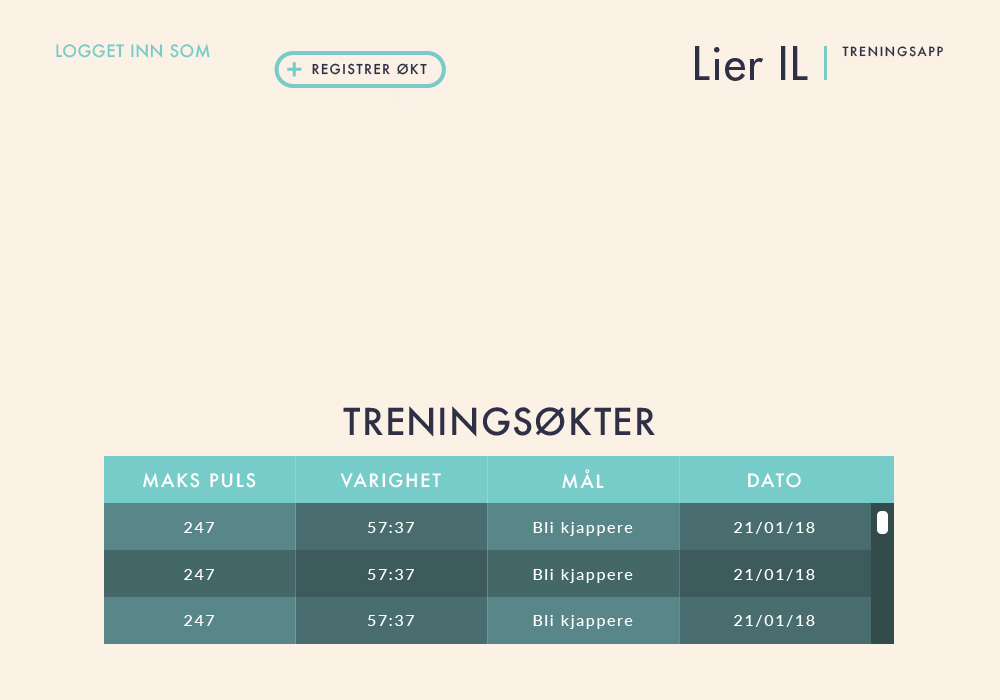 LOGGET INN SOM
+ REGISTRER ØKT
Lier IL
TRENINGSAPP
TRENINGSØKTER
MAKS PULS VARIGHET MÅL DATO
247 57:37 Bli kjappere 21/01/18
247 57:37 Bli kjappere 21/01/18
247 57:37 Bli kjappere 21/01/18